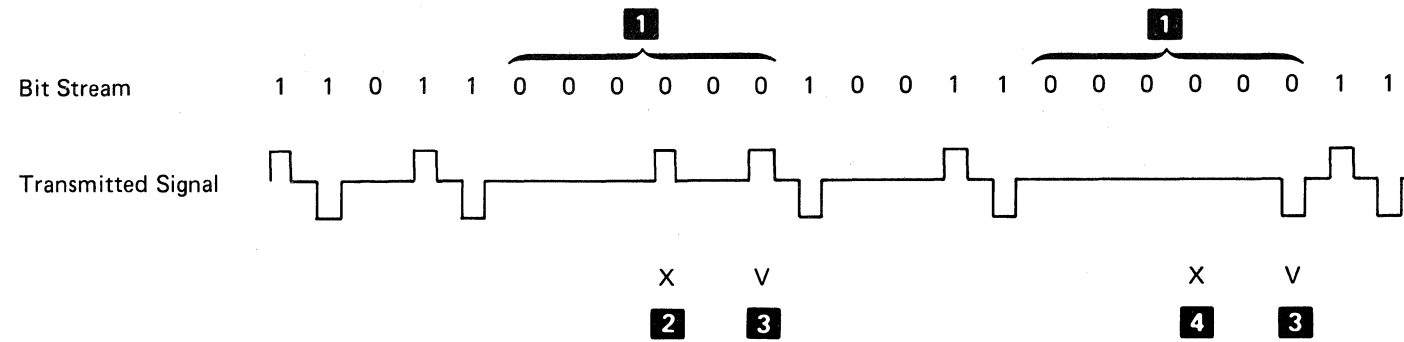 1 1
Bit Stream 1 1 0 1 1 0 0 0 0 0 0 1 0 0 1 1 0 0 0 0 0 0 1 1
Transmitted Signal
X V X V
2 3 4 3